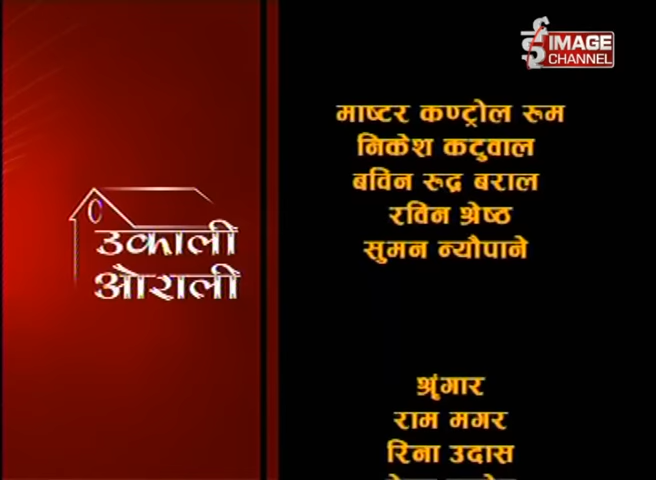 IMAGE
CHANNEL
उकाली
ओराली
माष्टर कण्ट्रोल रुम
निकेश कटुवाल
बविन रुद्र बराल
रविन श्रेष्ठ
सुमन न्यौपाने
श्रृंगार
राम मगर
रिना उदास